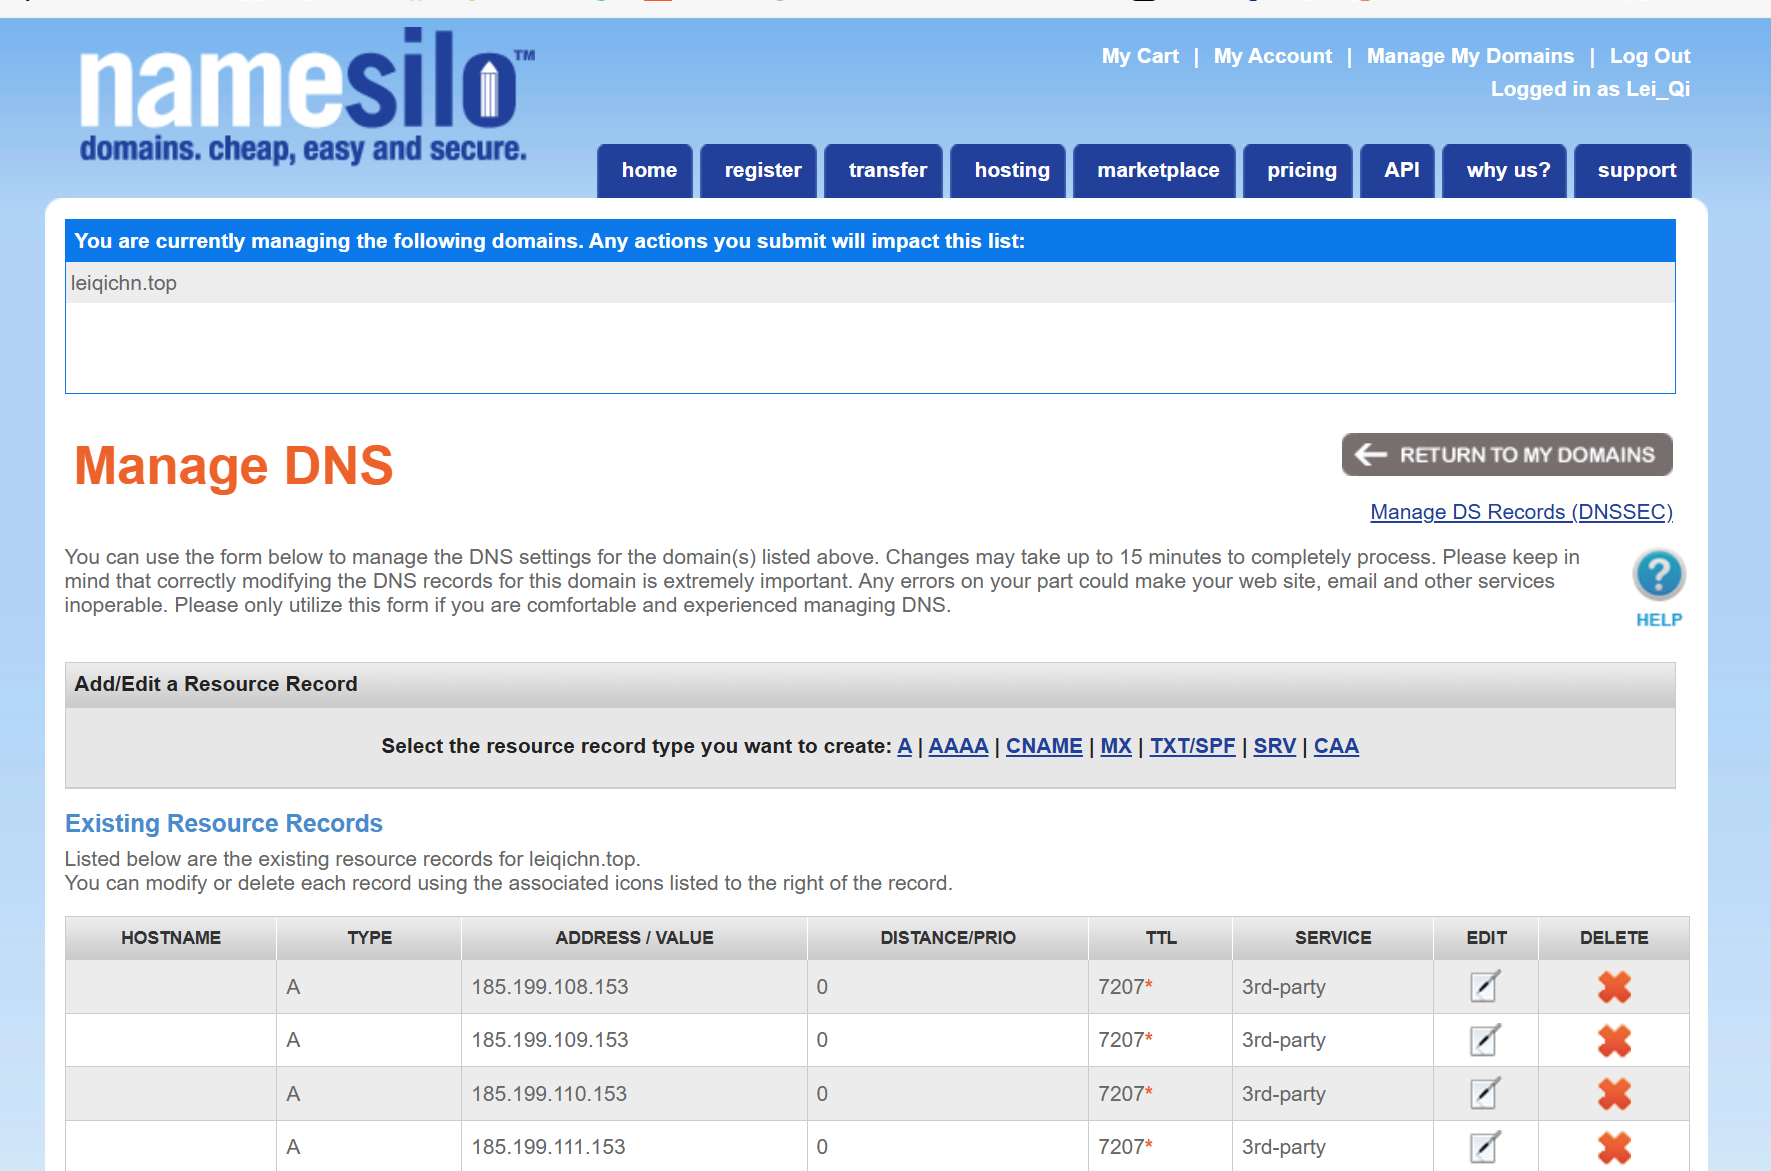 namesilo™
domains. cheap, easy and secure.
My Cart | My Account | Manage My Domains | Log Out
Logged in as Lei_Qi
home register transfer hosting marketplace pricing API why us? support
You are currently managing the following domains. Any actions you submit will impact this list:
leiqichn.top
Manage DNS
RETURN TO MY DOMAINS
Manage DS Records (DNSSEC)
You can use the form below to manage the DNS settings for the domain(s) listed above. Changes may take up to 15 minutes to completely process. Please keep in
mind that correctly modifying the DNS records for this domain is extremely important. Any errors on your part could make your web site, email and other services
inoperable. Please only utilize this form if you are comfortable and experienced managing DNS.
?
HELP
Add/Edit a Resource Record
Select the resource record type you want to create: A | AAAA | CNAME | MX | TXT/SPF | SRV | CAA
Existing Resource Records
Listed below are the existing resource records for leiqichn.top.
You can modify or delete each record using the associated icons listed to the right of the record.
HOSTNAME TYPE ADDRESS / VALUE DISTANCE/PRIO TTL SERVICE EDIT DELETE
A 185.199.108.153 0 7207* 3rd-party
A 185.199.109.153 0 7207* 3rd-party
A 185.199.110.153 0 7207* 3rd-party
A 185.199.111.153 0 7207* 3rd-party